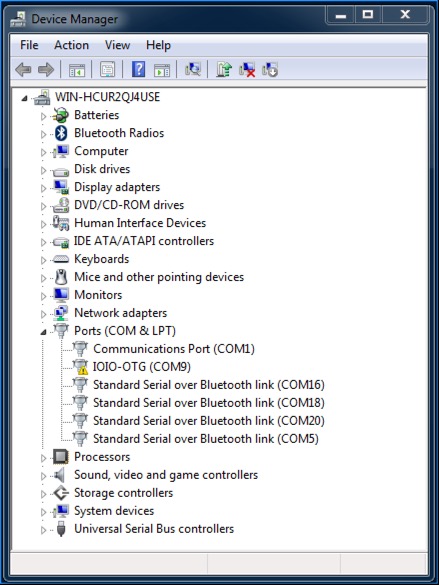 Device Manager
File Action View Help
WIN-HCUR2QJ4USE
Batteries
Bluetooth Radios
Computer
Disk drives
Display adapters
DVD/CD-ROM drives
Human Interface Devices
IDE ATA/ATAPI controllers
Keyboards
Mice and other pointing devices
Monitors
Network adapters
Ports (COM & LPT)
Communications Port (COM1)
IOIO-OTG (COM9)
Standard Serial over Bluetooth link (COM16)
Standard Serial over Bluetooth link (COM18)
Standard Serial over Bluetooth link (COM20)
Standard Serial over Bluetooth link (COM5)
Processors
Sound, video and game controllers
Storage controllers
System devices
Universal Serial Bus controllers